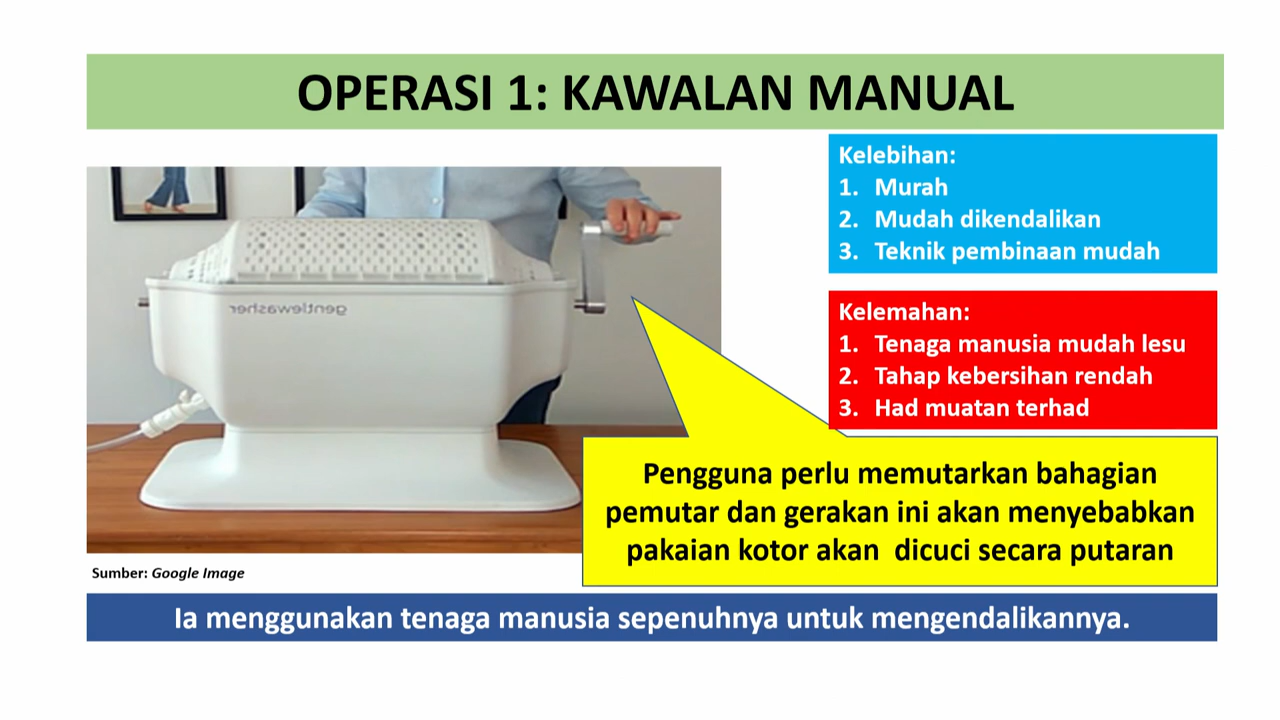 OPERASI 1: KAWALAN MANUAL
Kelebihan:
1. Murah
2. Mudah dikendalikan
3. Teknik pembinaan mudah
gentlewasher
Kelemahan:
1. Tenaga manusia mudah lesu
2. Tahap kebersihan rendah
3. Had muatan terhad
Pengguna perlu memutarkan bahagian
pemutar dan gerakan ini akan menyebabkan
pakaian kotor akan dicuci secara putaran
Sumber: Google Image
Ia menggunakan tenaga manusia sepenuhnya untuk mengendalikannya.